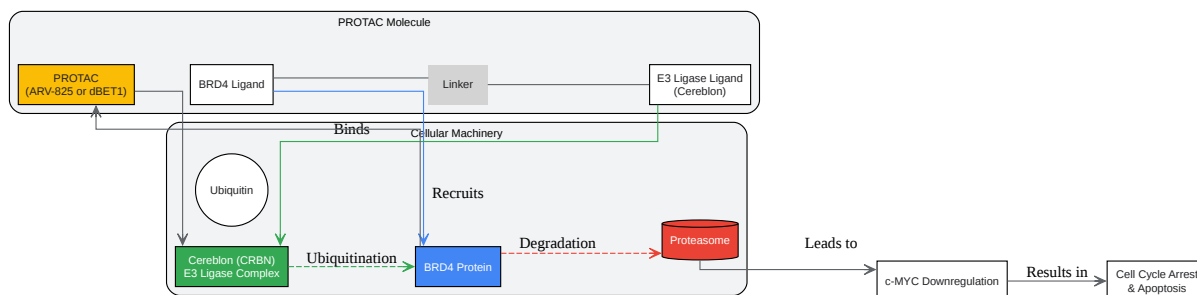 PROTAC Molecule
PROTAC
(ARV-825 or dBET1)
BRD4 Ligand
Linker
E3 Ligase Ligand
(Cereblon)
Binds
Cellular Machinery
Ubiquitin
Recruits
Cereblon (CRBN)
E3 Ligase Complex
Ubiquitination
BRD4 Protein
Degradation
Proteasome
Leads to
c-MYC Downregulation
Results in
Cell Cycle Arrest
& Apoptosis